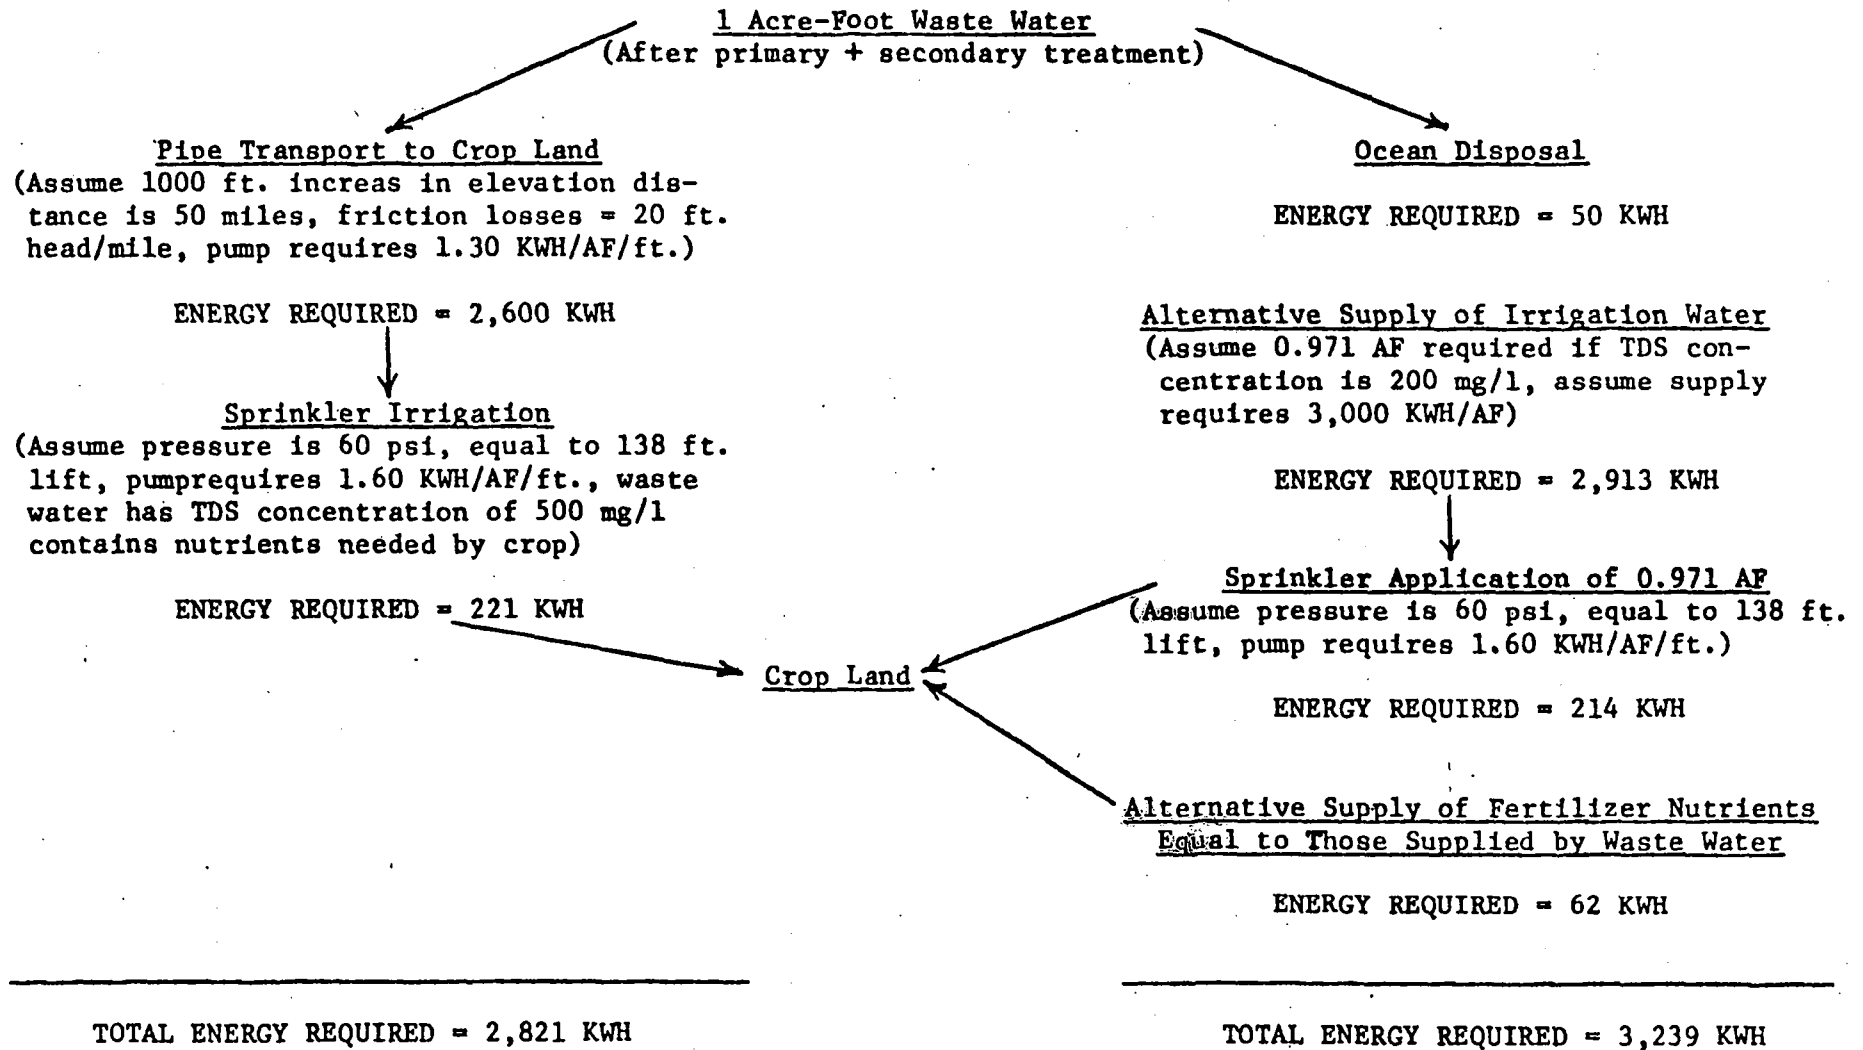 1 Acre-Foot Waste Water
(After primary + secondary treatment)
Pipe Transport to Crop Land
(Assume 1000 ft. increas in elevation dis-
tance is 50 miles, friction losses = 20 ft.
head/mile, pump requires 1.30 KWH/AF/ft.)
ENERGY REQUIRED = 2,600 KWH
Sprinkler Irrigation
(Assume pressure is 60 psi, equal to 138 ft.
lift, pumprequires 1.60 KWH/AF/ft., waste
water has TDS concentration of 500 mg/l
contains nutrients needed by crop)
ENERGY REQUIRED = 221 KWH
Ocean Disposal
ENERGY REQUIRED = 50 KWH
Alternative Supply of Irrigation Water
(Assume 0.971 AF required if TDS con-
centration is 200 mg/l, assume supply
requires 3,000 KWH/AF)
ENERGY REQUIRED = 2,913 KWH
Sprinkler Application of 0.971 AF
(Assume pressure is 60 psi, equal to 138 ft.
lift, pump requires 1.60 KWH/AF/ft.)
ENERGY REQUIRED = 214 KWH
Crop Land
Alternative Supply of Fertilizer Nutrients
Equal to Those Supplied by Waste Water
ENERGY REQUIRED = 62 KWH
TOTAL ENERGY REQUIRED = 2,821 KWH
TOTAL ENERGY REQUIRED = 3,239 KWH